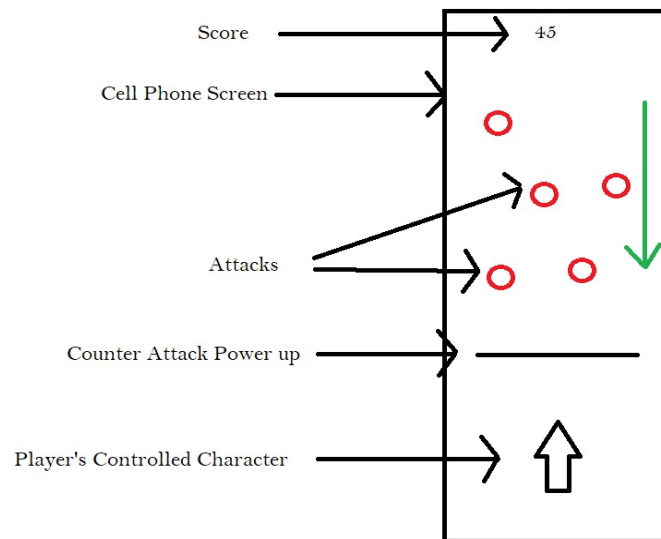 Score
45
Cell Phone Screen
Attacks
Counter Attack Power up
Player's Controlled Character